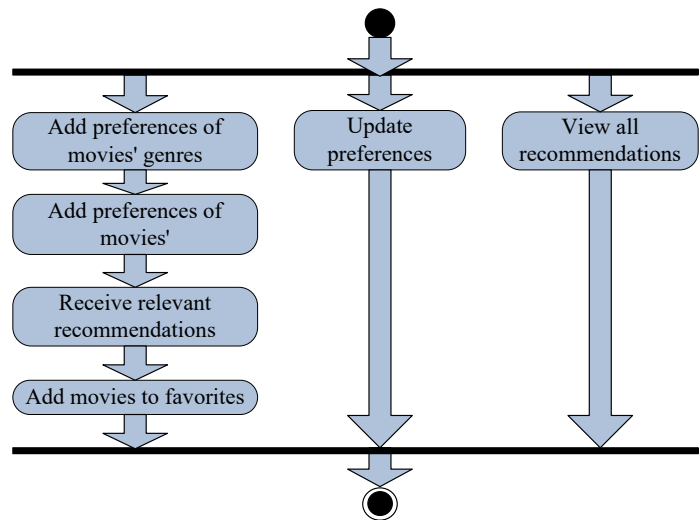 Add preferences of
movies' genres
Update
preferences
View all
recommendations
Add preferences of
movies'
Receive relevant
recommendations
Add movies to favorites